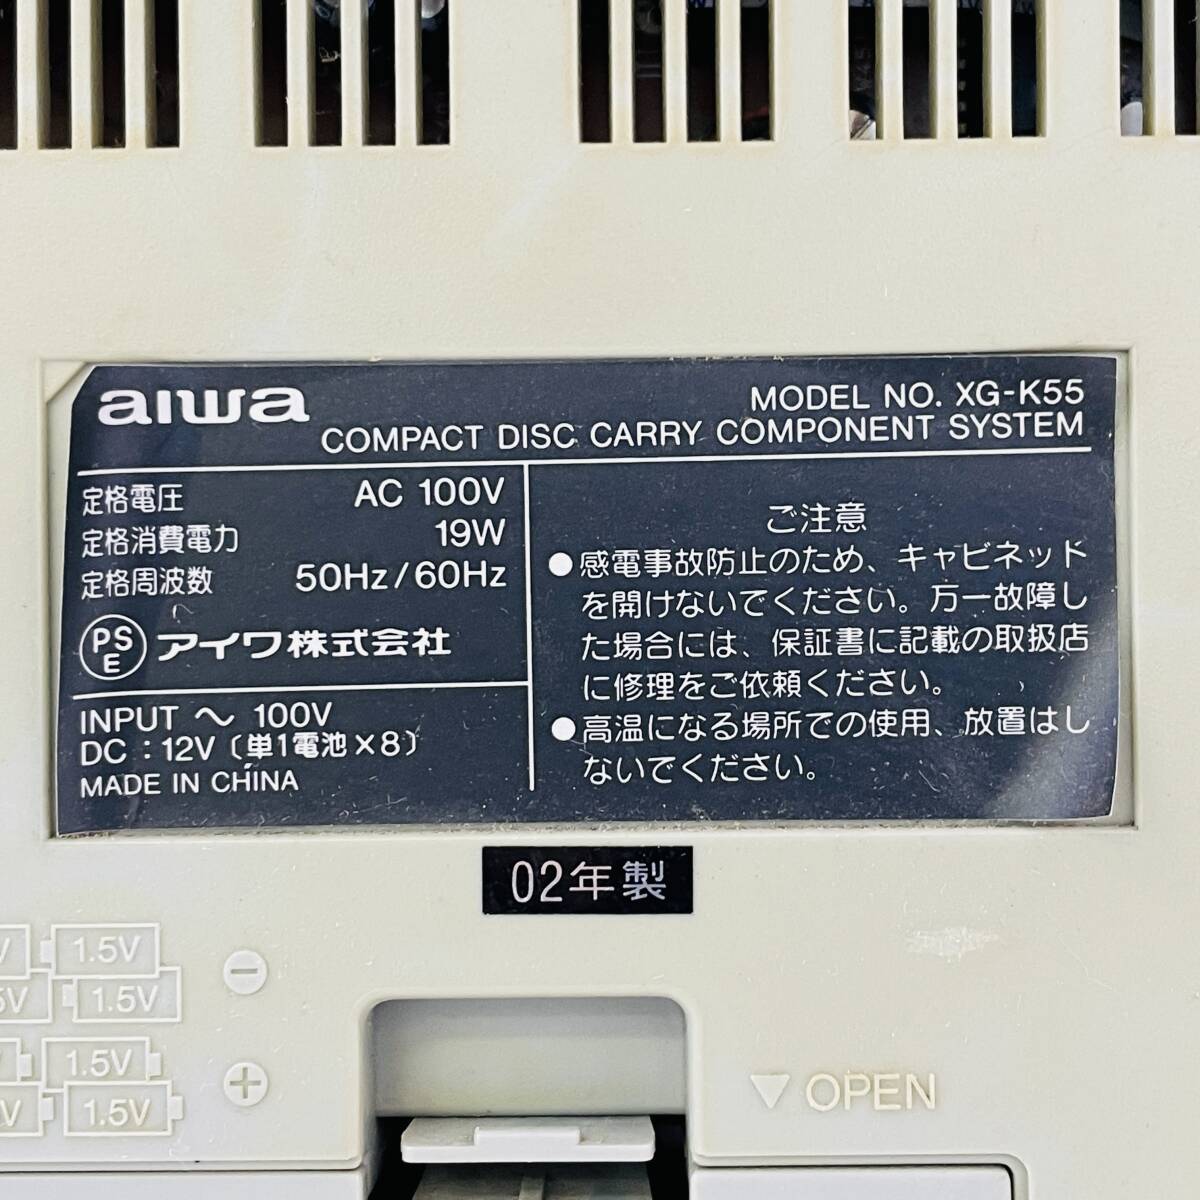 aiwa
MODEL NO. XG-K55
COMPACT DISC CARRY COMPONENT SYSTEM
定格電圧 AC 100V
定格消費電力 19W
定格周波数 50Hz/60Hz
PSE アイワ株式会社
INPUT ～ 100V
DC : 12V (単1電池×8)
MADE IN CHINA
ご注意
●感電事故防止のため、キャビネッド
を開けないでください。万一故障し
た場合には、保証書に記載の取扱店
に修理をご依頼ください。
●高温になる場所での使用、放置はし
ないでください。
02年製
V 1.5V
5V 1.5V
⊖
1.5V
V 1.5V
⊕
▽ OPEN